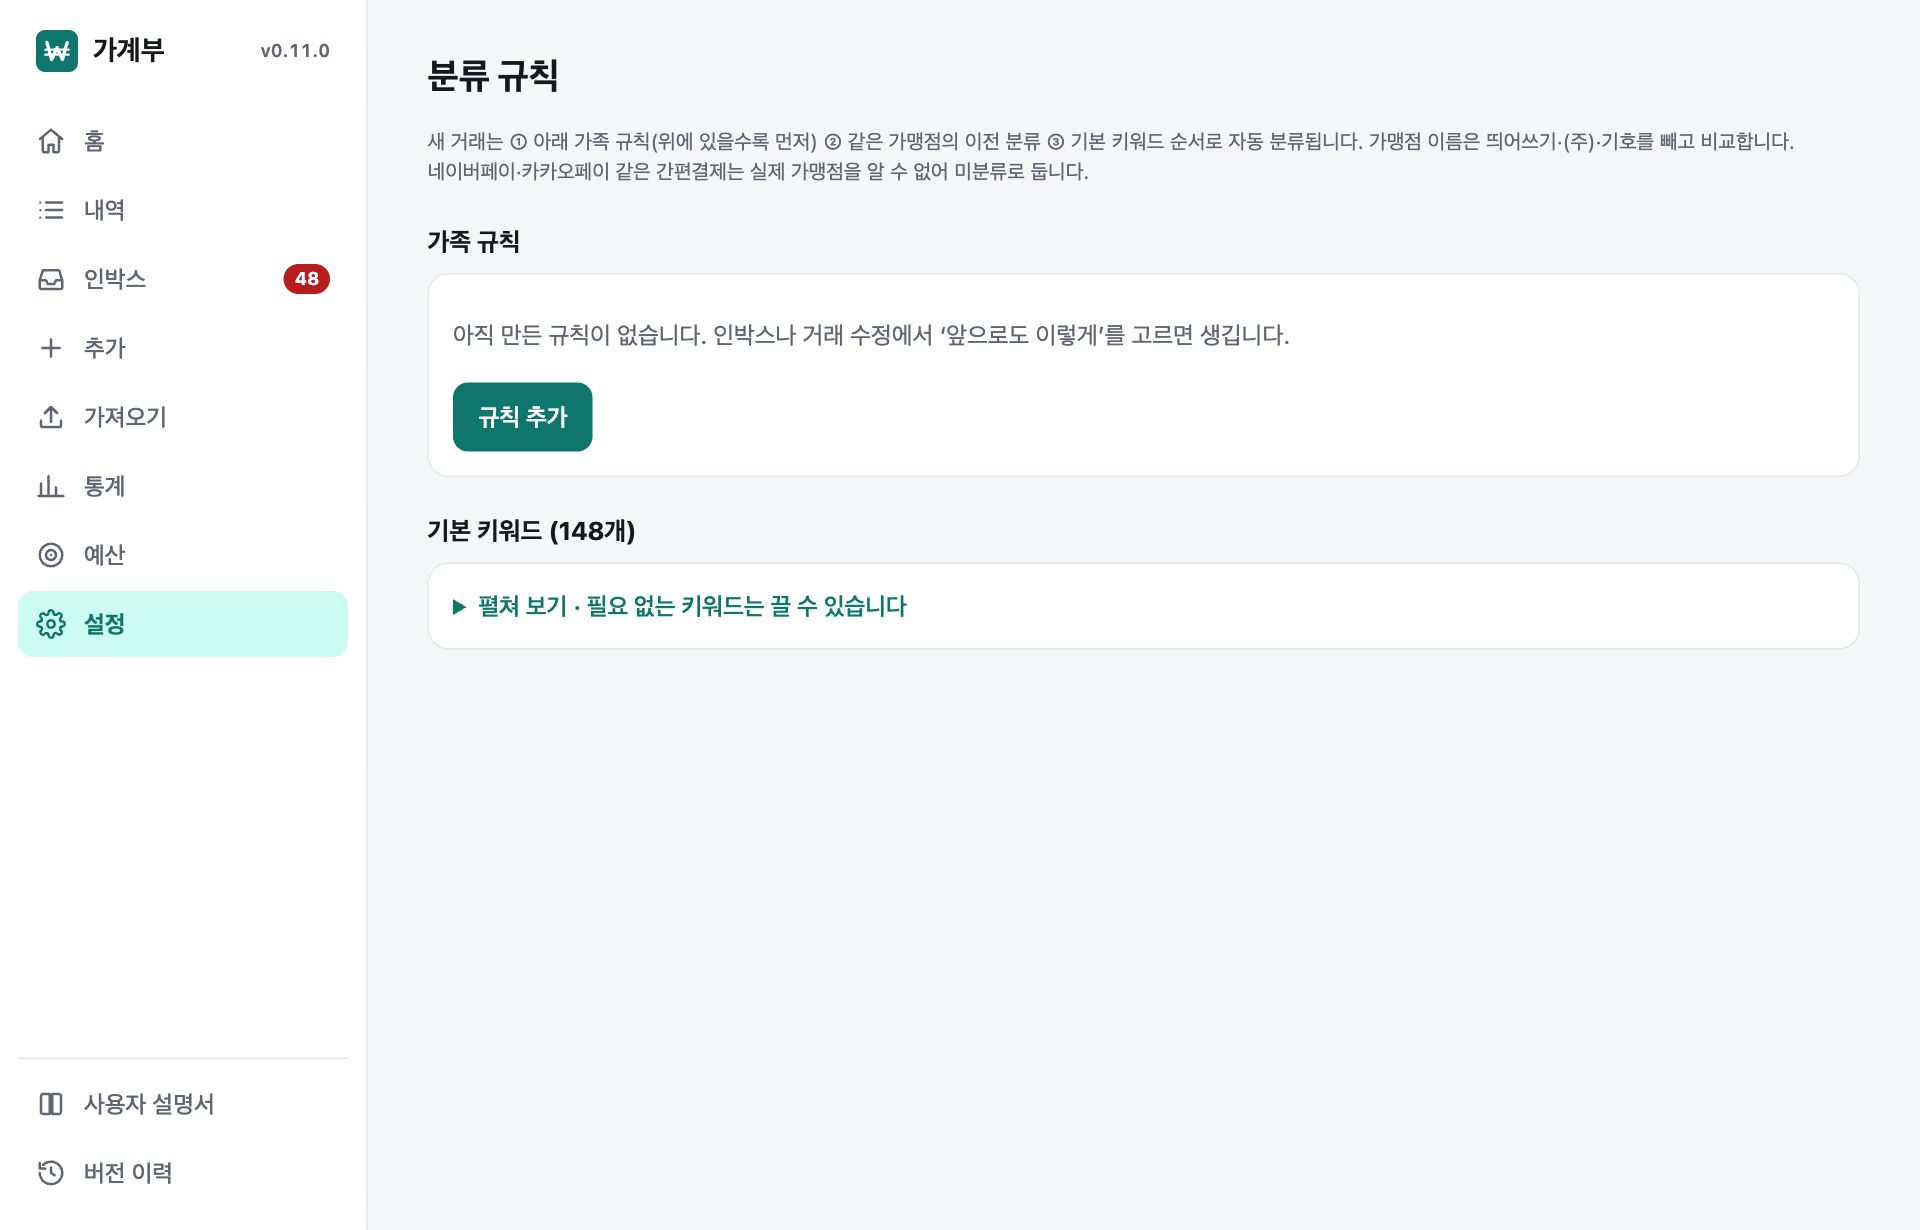 가계부 v0.11.0
홈
내역
인박스 48
추가
가져오기
통계
예산
설정
사용자 설명서
버전 이력
분류 규칙
새 거래는 ① 아래 가족 규칙(위에 있을수록 먼저) ② 같은 가맹점의 이전 분류 ③ 기본 키워드 순서로 자동 분류됩니다. 가맹점 이름은 띄어쓰기·(주)·기호를 빼고 비교합니다.
네이버페이·카카오페이 같은 간편결제는 실제 가맹점을 알 수 없어 미분류로 둡니다.
가족 규칙
아직 만든 규칙이 없습니다. 인박스나 거래 수정에서 ‘앞으로도 이렇게’를 고르면 생깁니다.
규칙 추가
기본 키워드 (148개)
▶ 펼쳐 보기 · 필요 없는 키워드는 끌 수 있습니다